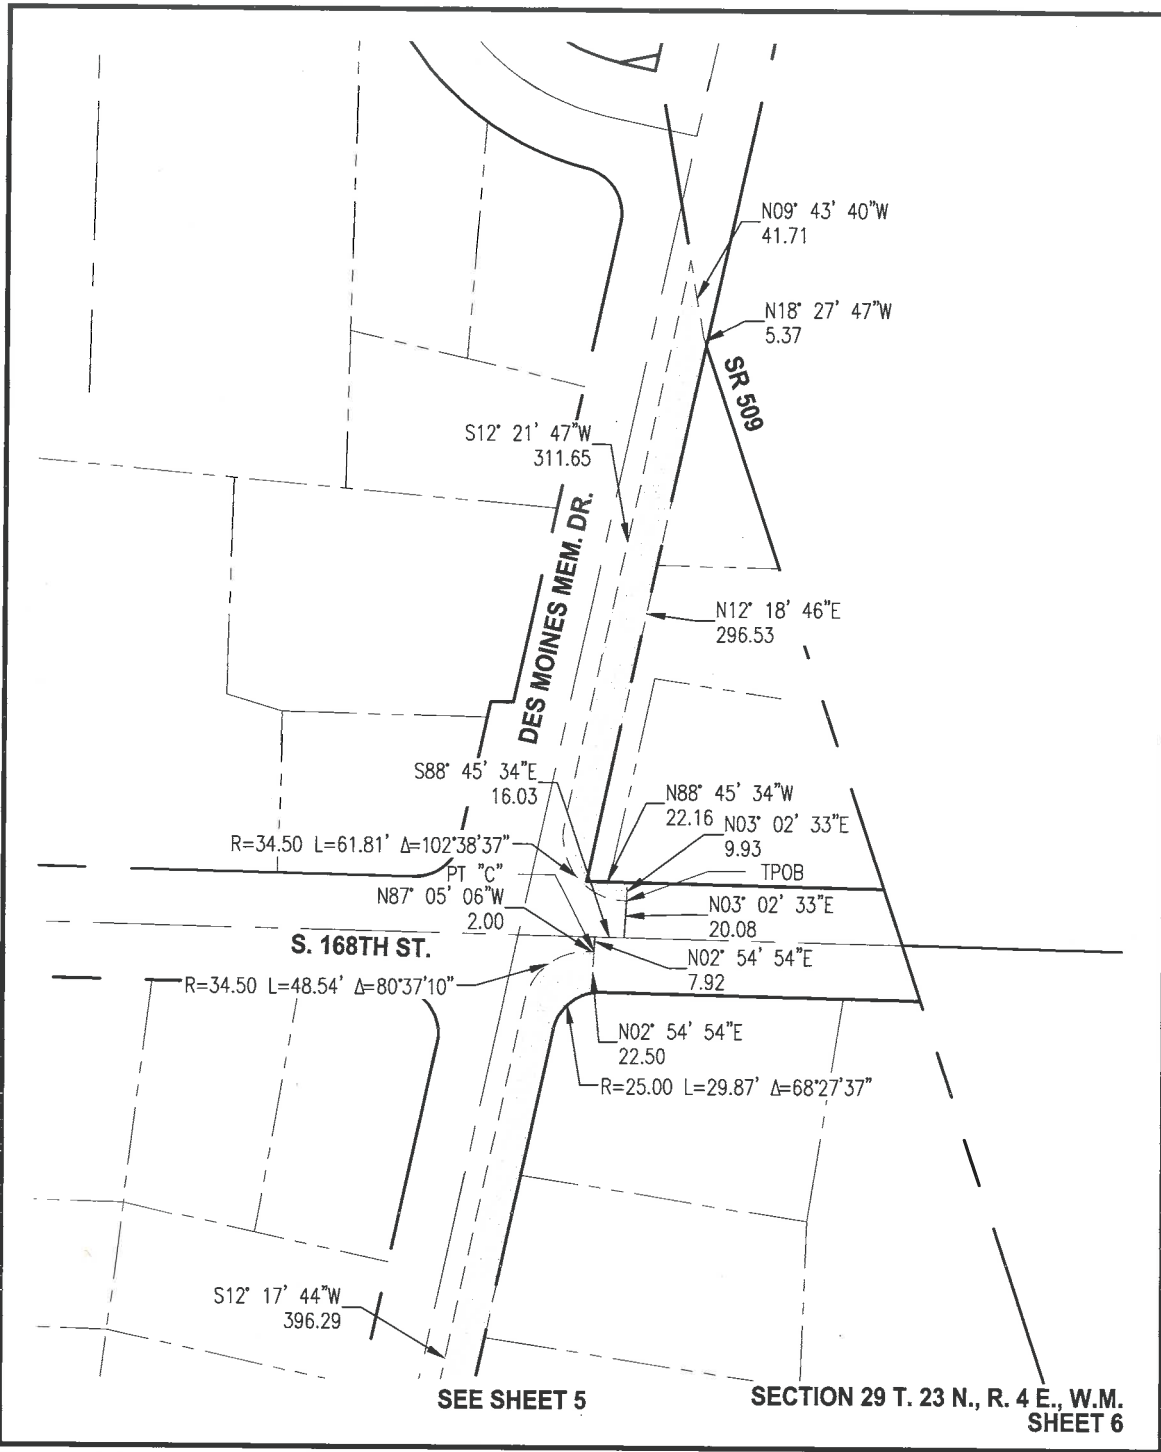 N09° 43' 40"W
41.71
N18° 27' 47"W
5.37
SR 509
S12° 21' 47"W
311.65
DES MOINES MEM. DR.
N12° 18' 46"E
296.53
S88° 45' 34"E
16.03
N88° 45' 34"W
22.16
N03° 02' 33"E
9.93
R=34.50 L=61.81' Δ=102°38'37"
TPOB
PT "C"
N87° 05' 06"W
2.00
N03° 02' 33"E
20.08
S. 168TH ST.
N02° 54' 54"E
7.92
R=34.50 L=48.54' Δ=80°37'10"
N02° 54' 54"E
22.50
R=25.00 L=29.87' Δ=68°27'37"
S12° 17' 44"W
396.29
SEE SHEET 5
SECTION 29 T. 23 N., R. 4 E., W.M.
SHEET 6